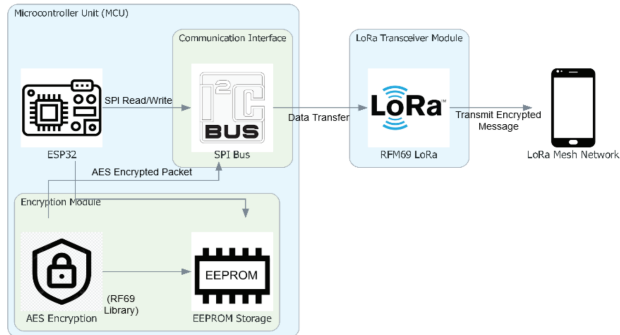 Microcontroller Unit (MCU)
Communication Interface
LoRa Transceiver Module
SPI Read/Write
I2C
BUS
LoRa
Data Transfer
Transmit Encrypted
Message
ESP32
SPI Bus
RFM69 LoRa
LoRa Mesh Network
AES Encrypted Packet
Encryption Module
EEPROM
(RF69
Library)
AES Encryption
EEPROM Storage